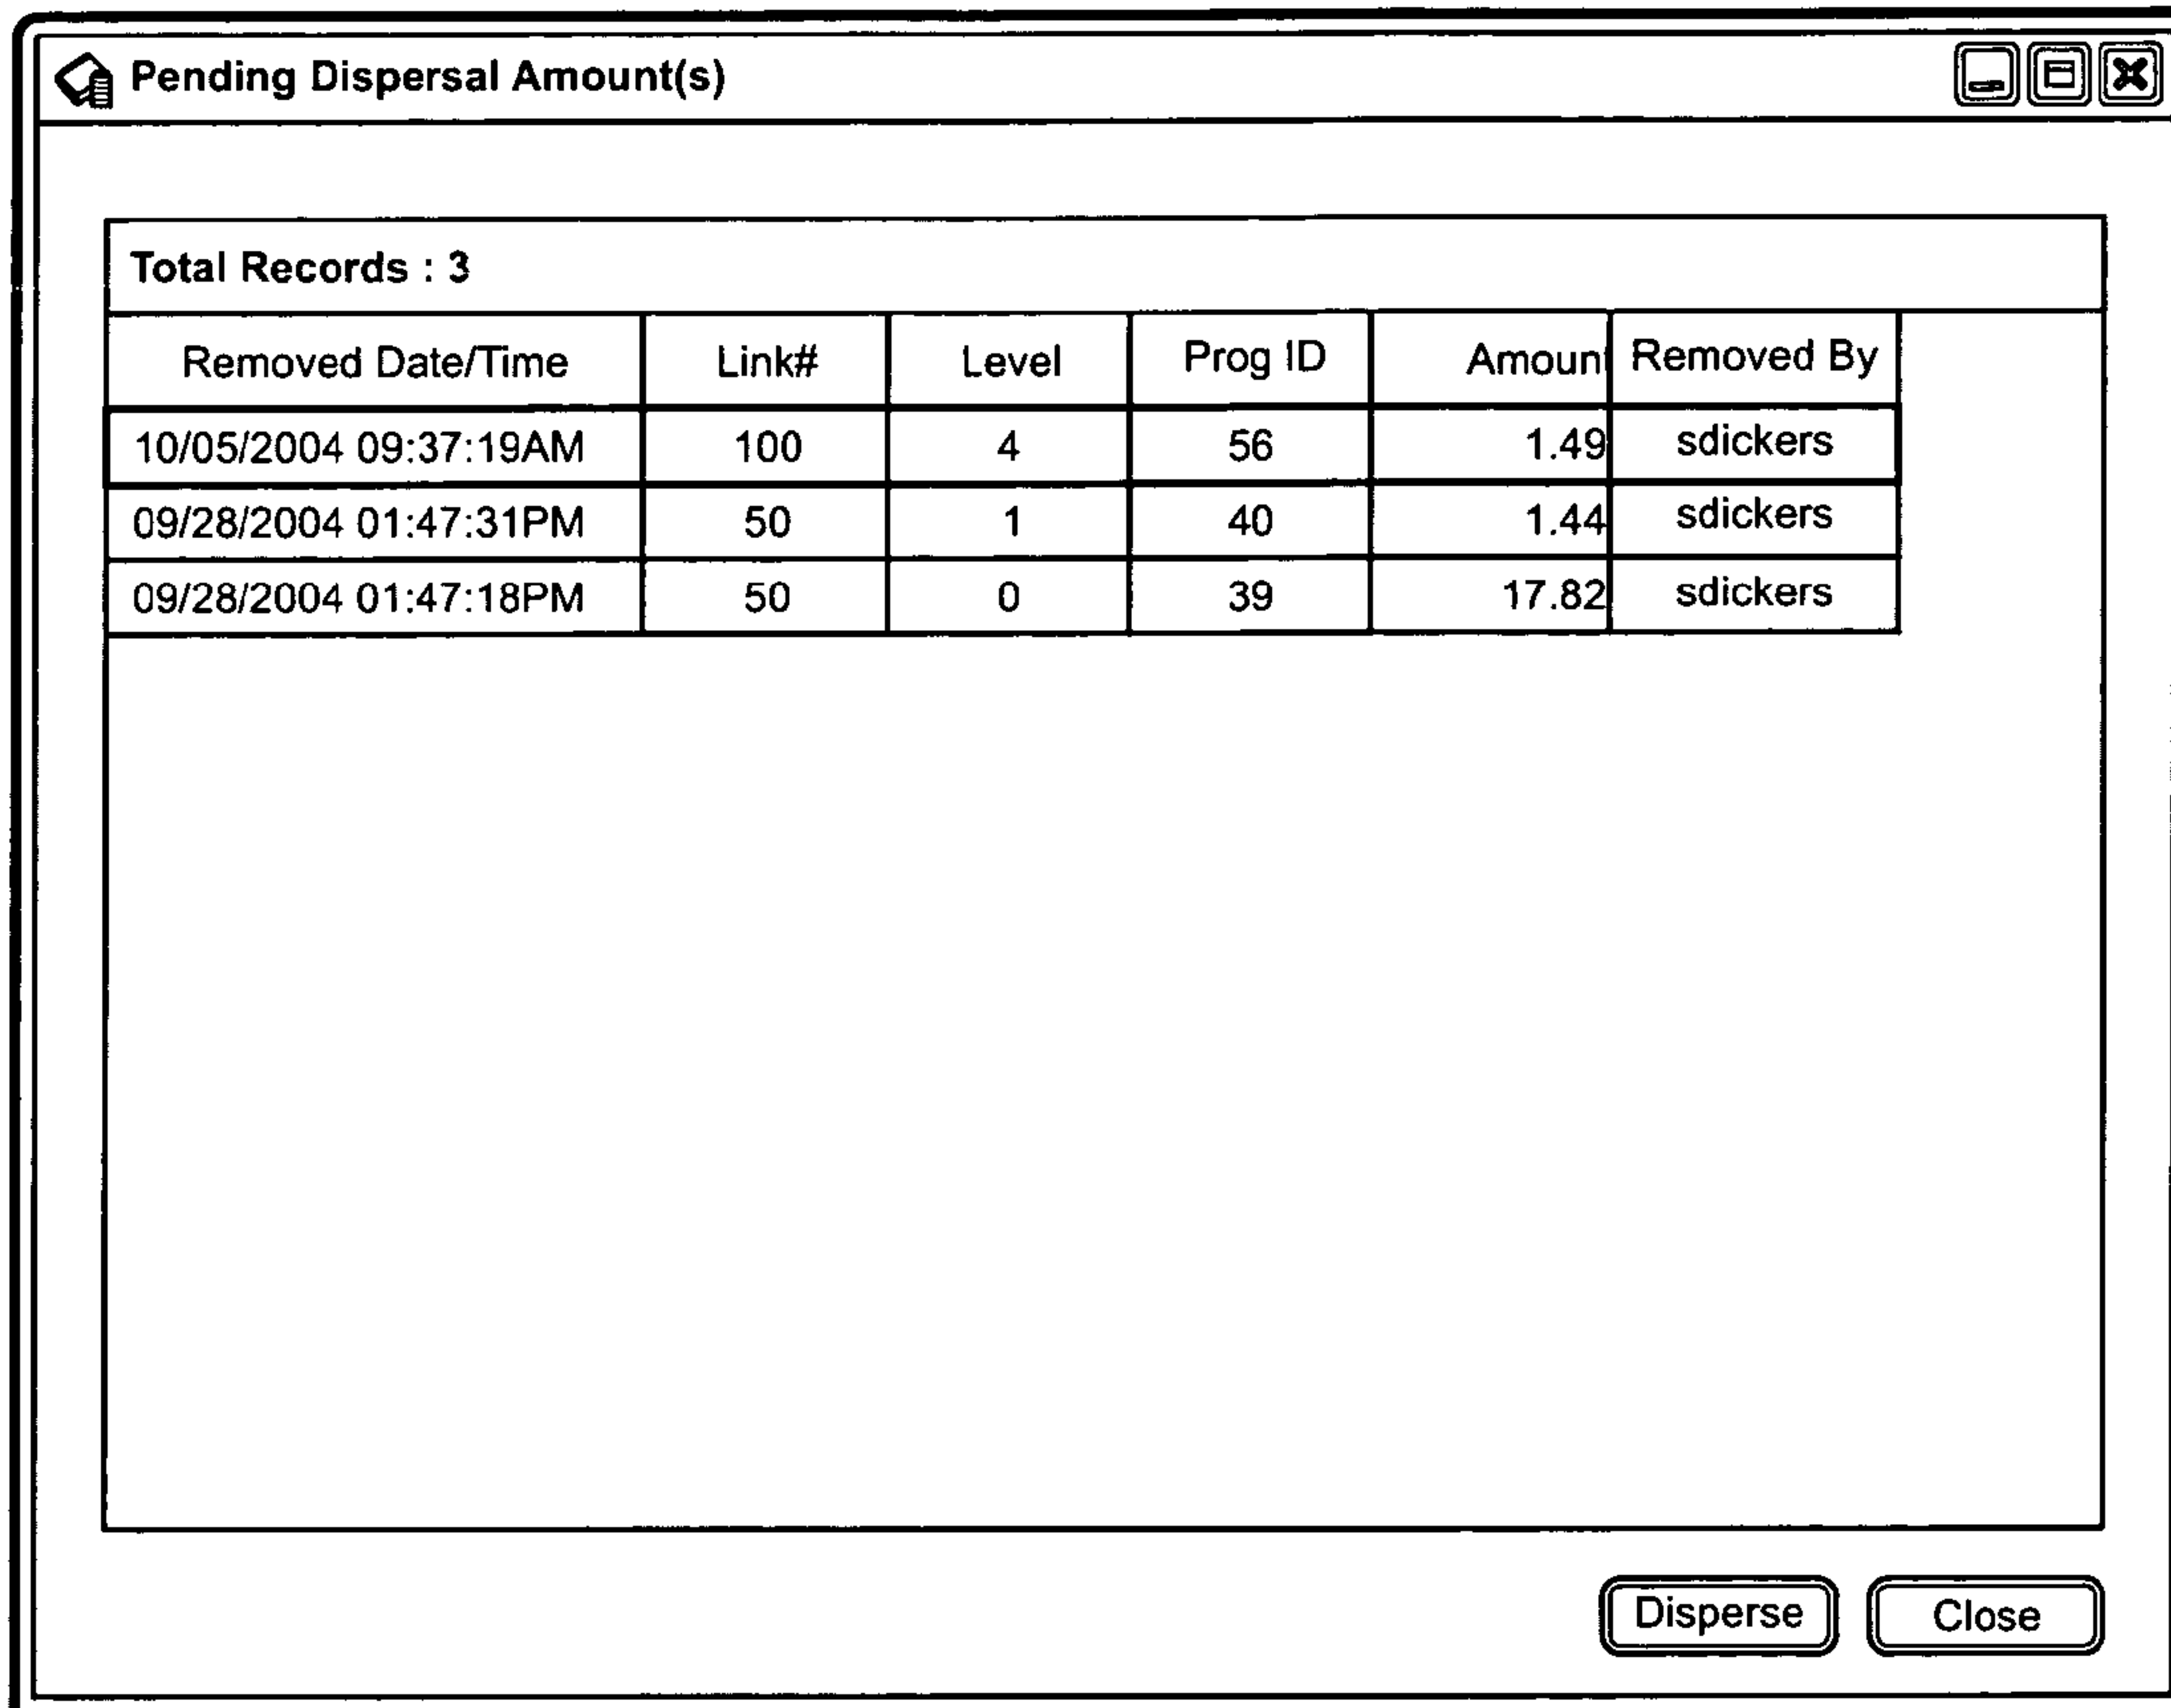 Pending Dispersal Amount(s)
Total Records : 3
Removed Date/Time Link# Level Prog ID Amoun Removed By
10/05/2004 09:37:19AM 100 4 56 1.49 sdickers
09/28/2004 01:47:31PM 50 1 40 1.44 sdickers
09/28/2004 01:47:18PM 50 0 39 17.82 sdickers
Disperse Close